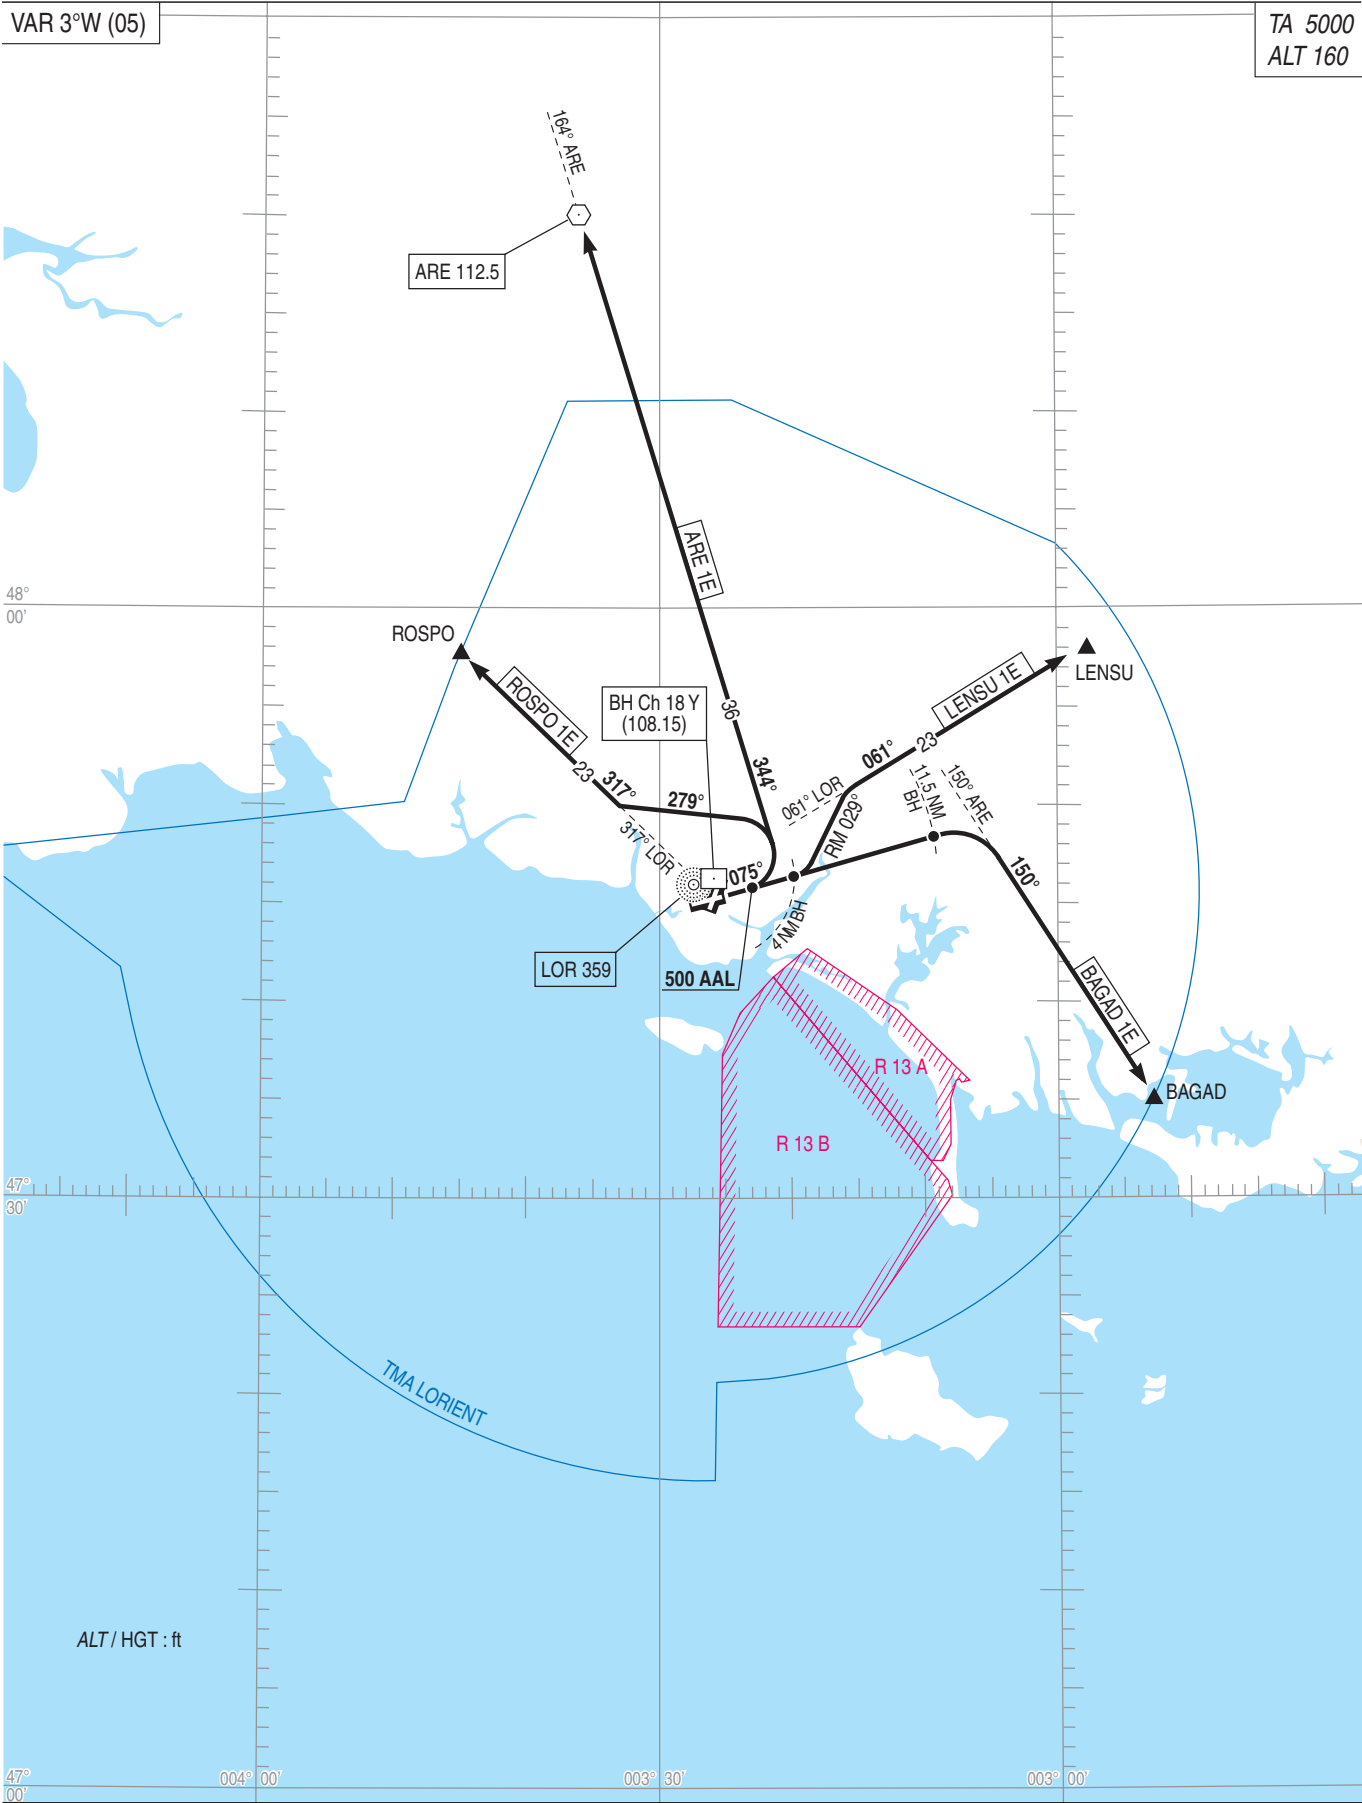 VAR 3°W (05)
TA 5000
ALT 160
164° ARE
ARE 112.5
ARE 1E
48°
00'
ROSPO
LENSU
ROSPO 1E
LENSU 1E
BH Ch 18 Y
(108.15)
36
23
061°
23
317°
279°
344°
061° LOR
11.5 NM
BH
150° ARE
317° LOR
RM 029°
075°
150°
4 NM BH
LOR 359
500 AAL
BAGAD 1E
R 13 A
BAGAD
R 13 B
47°
30'
TMA LORIENT
ALT / HGT : ft
47°
00'
004° 00'
003° 30'
003° 00'